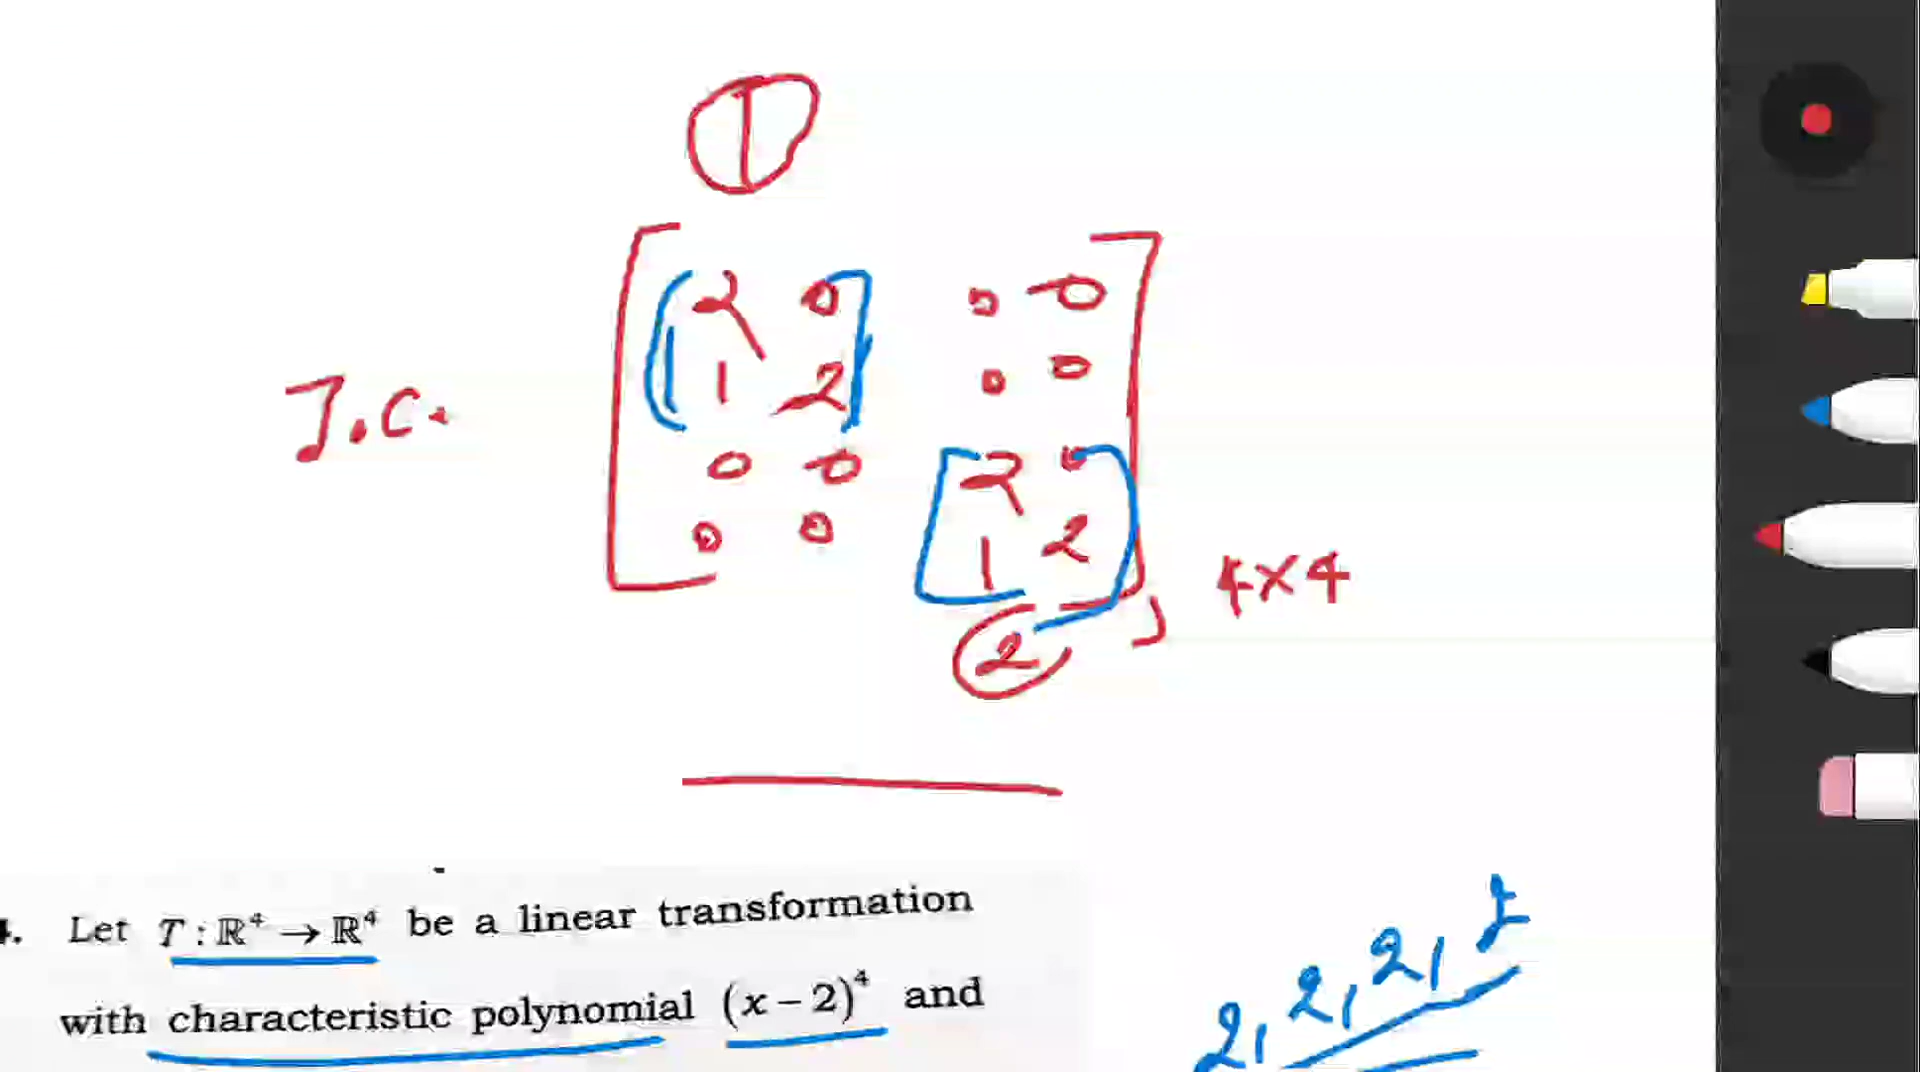 1
2 0 0 0
1 2 0 0
J.C.
0 0 2 0
0 0 1 2
4×4
2
4. Let T : ℝ⁴ → ℝ⁴ be a linear transformation
with characteristic polynomial (x – 2)⁴ and
2, 2, 2, 2